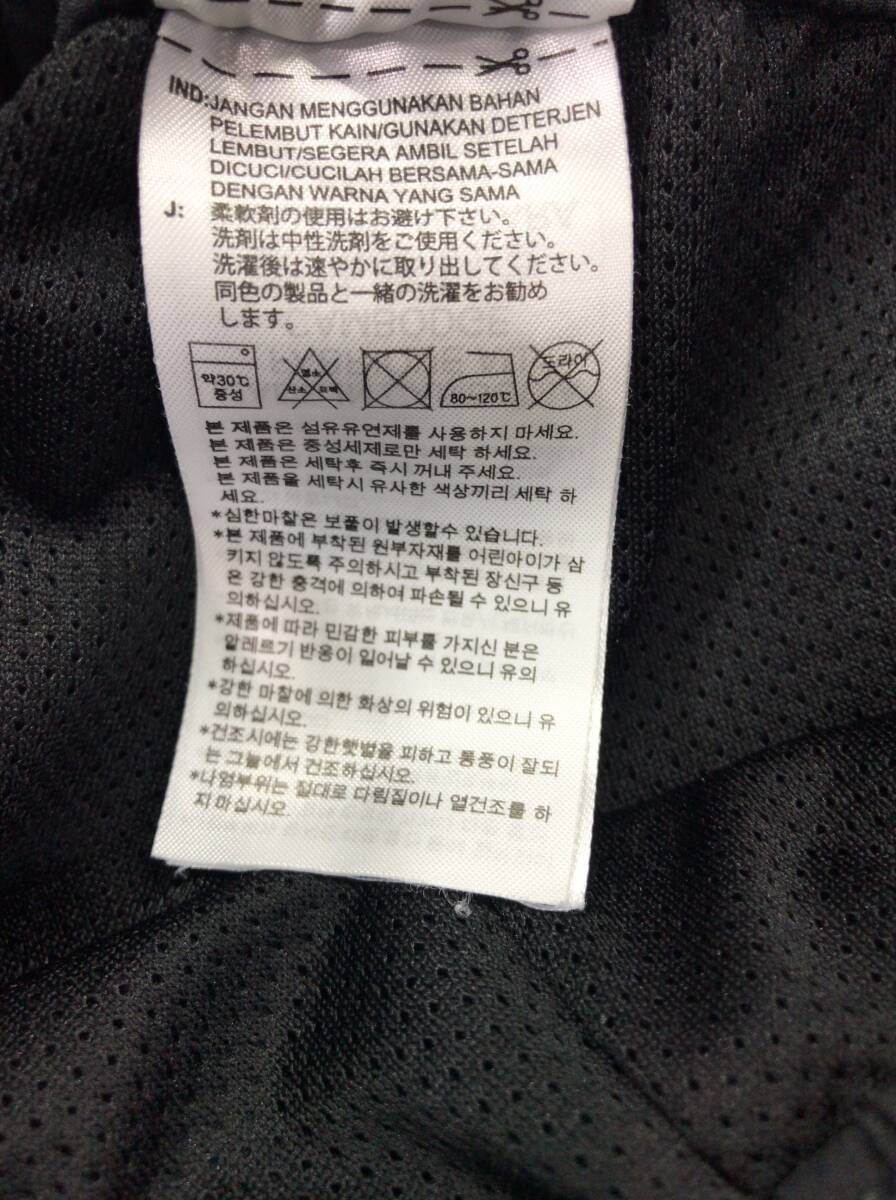 IND:JANGAN MENGGUNAKAN BAHAN
PELEMBUT KAIN/GUNAKAN DETERJEN
LEMBUT/SEGERA AMBIL SETELAH
DICUCI/CUCILAH BERSAMA-SAMA
DENGAN WARNA YANG SAMA
J: 柔軟剤の使用はお避け下さい。
洗剤は中性洗剤をご使用ください。
洗濯後は速やかに取り出してください。
同色の製品と一緒の洗濯をお勧め
します。
약30℃
중성
염소
산소 표백
80~120℃
드라이
본 제품은 섬유유연제를 사용하지 마세요.
본 제품은 중성세제로만 세탁 하세요.
본 제품은 세탁후 즉시 꺼내 주세요.
본 제품을 세탁시 유사한 색상끼리 세탁 하
세요.
*심한마찰은 보풀이 발생할수 있습니다.
*본 제품에 부착된 원부자재를 어린아이가 삼
키지 않도록 주의하시고 부착된 장신구 등
은 강한 충격에 의하여 파손될 수 있으니 유
의하십시오.
*제품에 따라 민감한 피부를 가지신 분은
알레르기 반응이 일어날 수 있으니 유의
하십시오.
*강한 마찰에 의한 화상의 위험이 있으니 유
의하십시오.
*건조시에는 강한햇볕을 피하고 통풍이 잘되
는 그늘에서 건조하십시오.
*나염부위는 절대로 다림질이나 열건조를 하
지 마십시오.